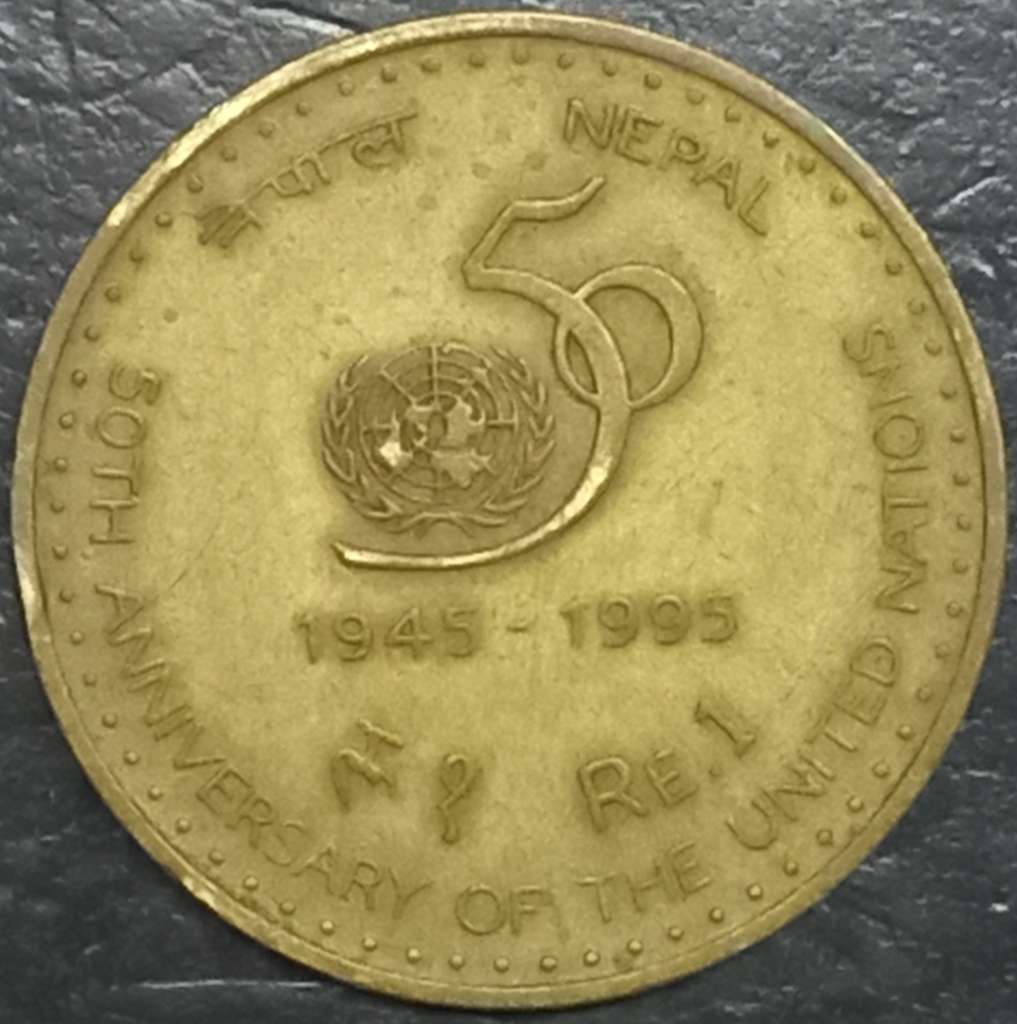 नेपाल
NEPAL
50
1945 - 1995
रू १
RE. 1
50TH ANNIVERSARY OF THE UNITED NATIONS